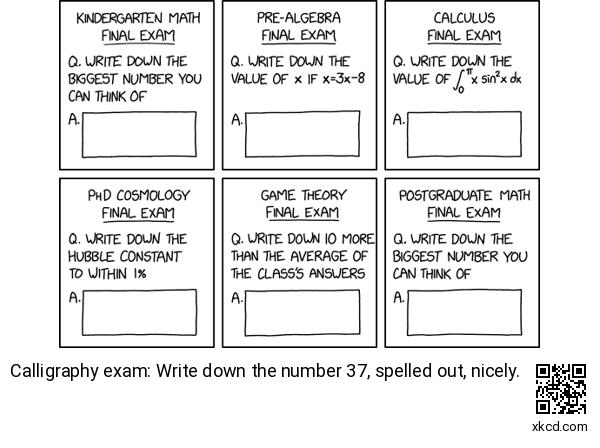 KINDERGARTEN MATH
FINAL EXAM
Q. WRITE DOWN THE
BIGGEST NUMBER YOU
CAN THINK OF
A.
PRE-ALGEBRA
FINAL EXAM
Q. WRITE DOWN THE
VALUE OF x IF x=3x-8
A.
CALCULUS
FINAL EXAM
Q. WRITE DOWN THE
VALUE OF ∫₀^π x sin²x dx
A.
PhD COSMOLOGY
FINAL EXAM
Q. WRITE DOWN THE
HUBBLE CONSTANT
TO WITHIN 1%
A.
GAME THEORY
FINAL EXAM
Q. WRITE DOWN 10 MORE
THAN THE AVERAGE OF
THE CLASS'S ANSWERS
A.
POSTGRADUATE MATH
FINAL EXAM
Q. WRITE DOWN THE
BIGGEST NUMBER YOU
CAN THINK OF
A.
Calligraphy exam: Write down the number 37, spelled out, nicely.
xkcd.com